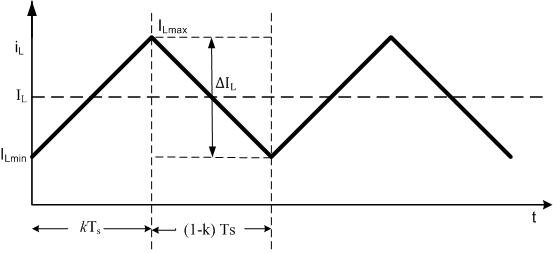 I_Lmax
i_L
ΔI_L
I_L
I_Lmin
t
kT_s
(1-k) Ts